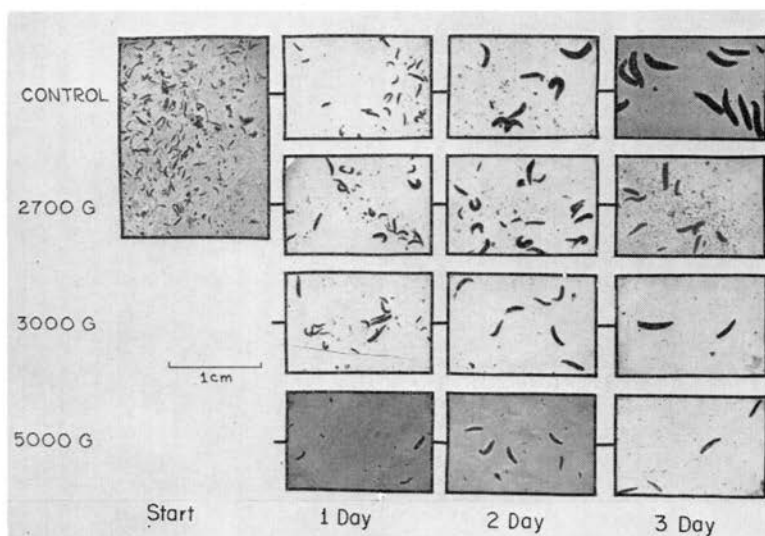 CONTROL
2700 G
3000 G
1cm
5000 G
Start
1 Day
2 Day
3 Day